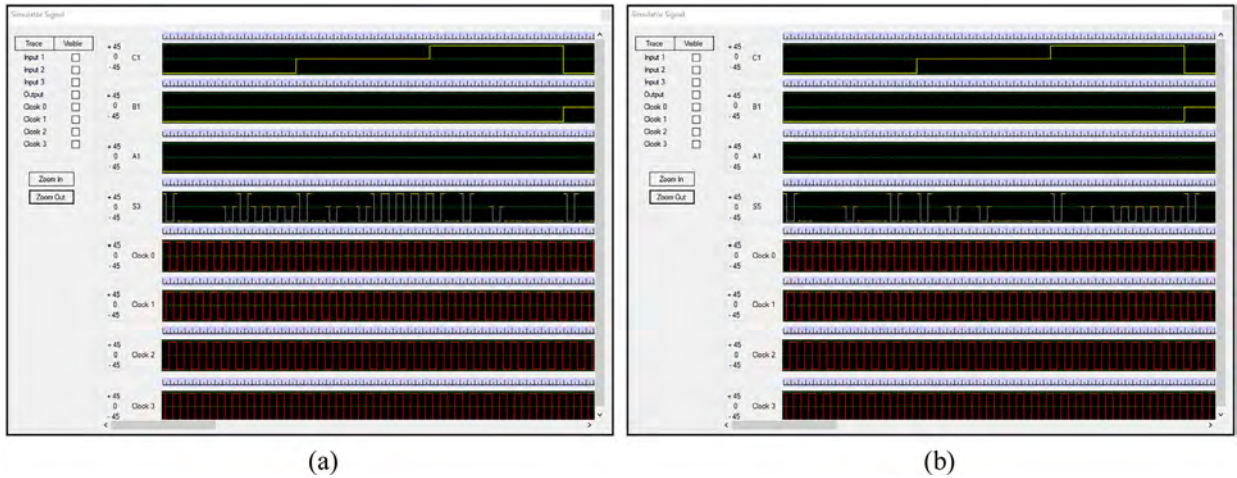 Simulator Signal
Trace Visible
Input 1
Input 2
Input 3
Output
Clock 0
Clock 1
Clock 2
Clock 3
Zoom In
Zoom Out
+ 45
0 C1
- 45
+ 45
0 B1
- 45
+ 45
0 A1
- 45
+ 45
0 S3
- 45
+ 45
0 Clock 0
- 45
+ 45
0 Clock 1
- 45
+ 45
0 Clock 2
- 45
+ 45
0 Clock 3
- 45
(a)
Simulator Signal
Trace Visible
Input 1
Input 2
Input 3
Output
Clock 0
Clock 1
Clock 2
Clock 3
Zoom In
Zoom Out
+ 45
0 C1
- 45
+ 45
0 B1
- 45
+ 45
0 A1
- 45
+ 45
0 S5
- 45
+ 45
0 Clock 0
- 45
+ 45
0 Clock 1
- 45
+ 45
0 Clock 2
- 45
+ 45
0 Clock 3
- 45
(b)